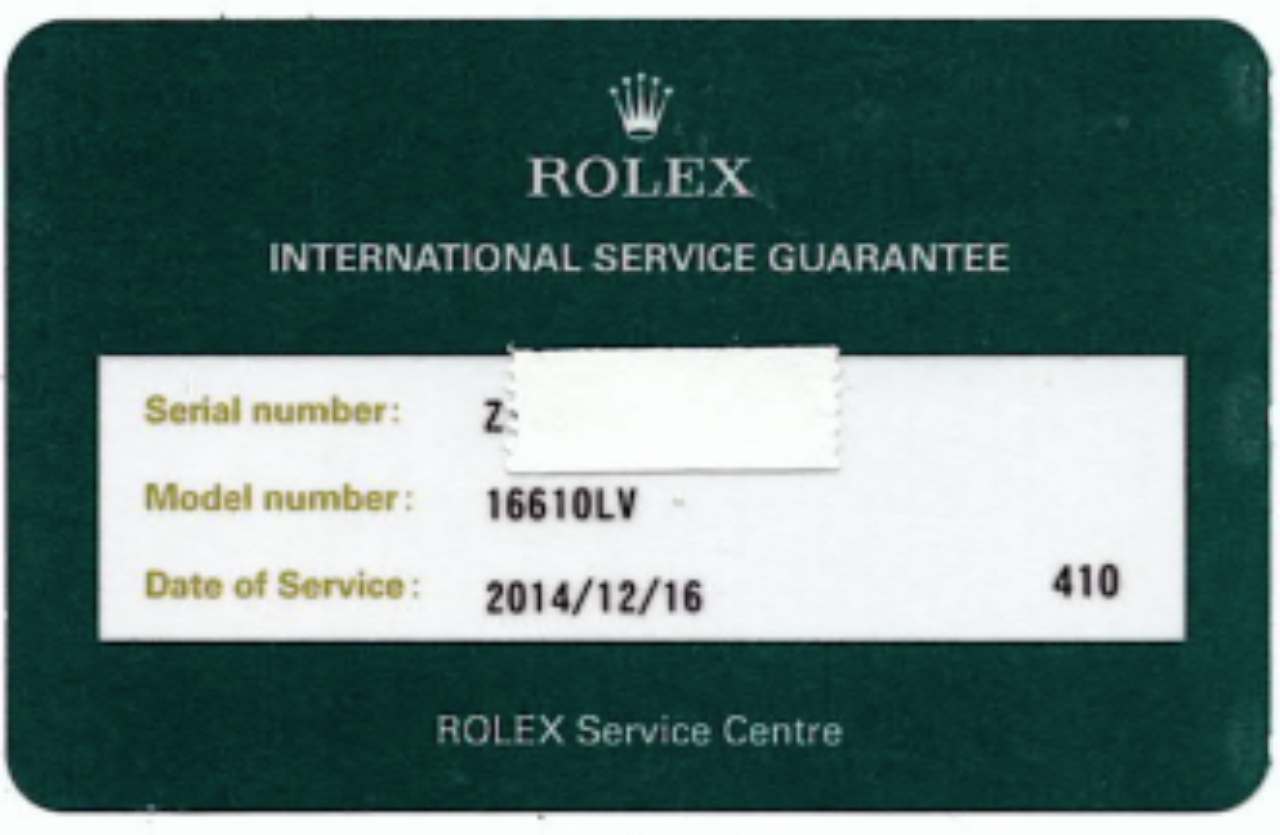 ROLEX
INTERNATIONAL SERVICE GUARANTEE
Serial number: Z
Model number: 16610LV
Date of Service: 2014/12/16 410
ROLEX Service Centre